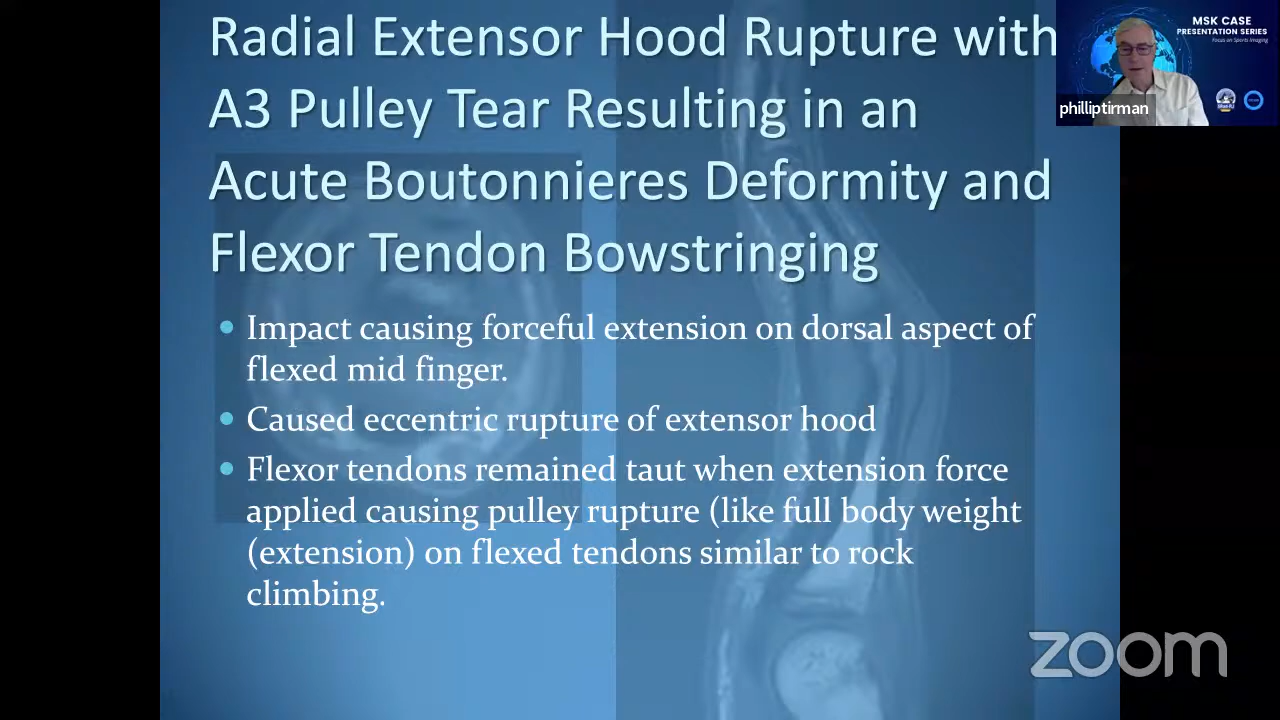 Radial Extensor Hood Rupture with
A3 Pulley Tear Resulting in an
Acute Boutonnieres Deformity and
Flexor Tendon Bowstringing
Impact causing forceful extension on dorsal aspect of
flexed mid finger.
Caused eccentric rupture of extensor hood
Flexor tendons remained taut when extension force
applied causing pulley rupture (like full body weight
(extension) on flexed tendons similar to rock
climbing.
MSK CASE
PRESENTATION SERIES
Focus on Sports Imaging
philliptirman
zoom